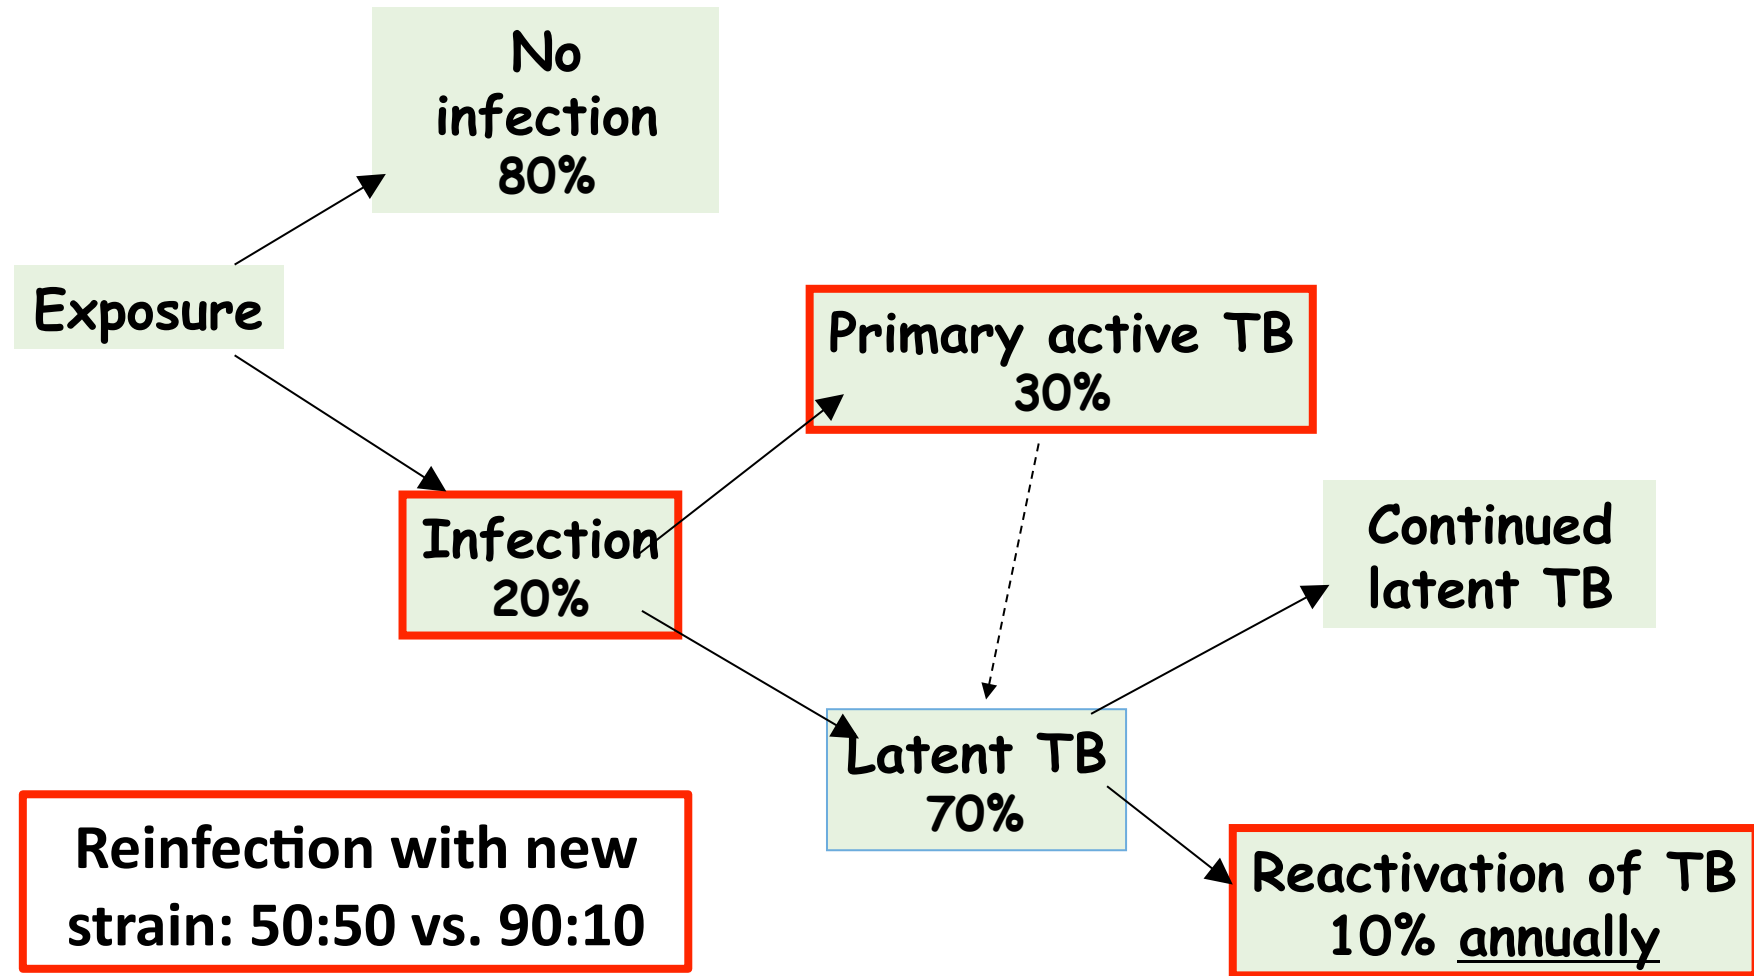 No
infection
80%
Exposure
Primary active TB
30%
Infection
20%
Continued
latent TB
Latent TB
70%
Reinfection with new
strain: 50:50 vs. 90:10
Reactivation of TB
10% annually